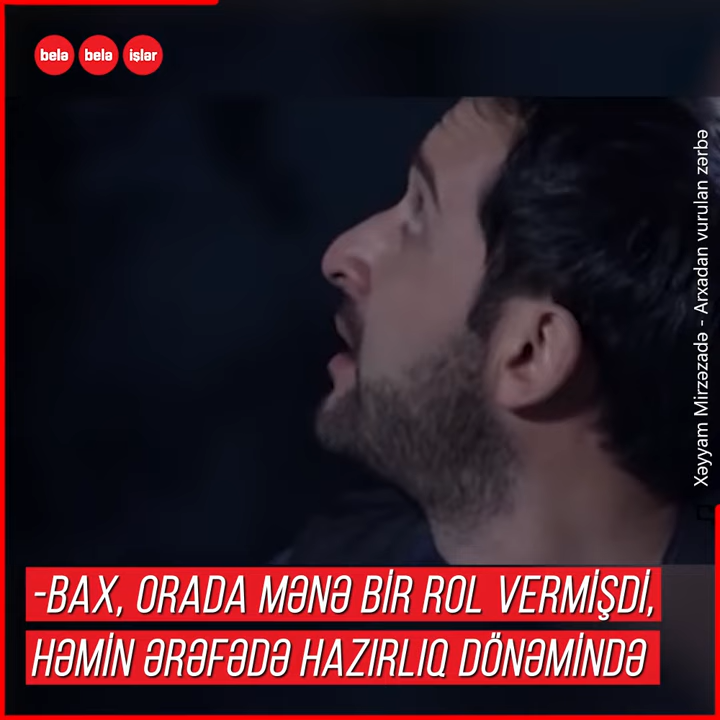 belə belə işlər
Xəyyam Mirzəzadə - Arxadan vurulan zərbə
-BAX, ORADA MƏNƏ BİR ROL VERMİŞDİ,
HƏMİN ƏRƏFƏDƏ HAZIRLIQ DÖNƏMİNDƏ